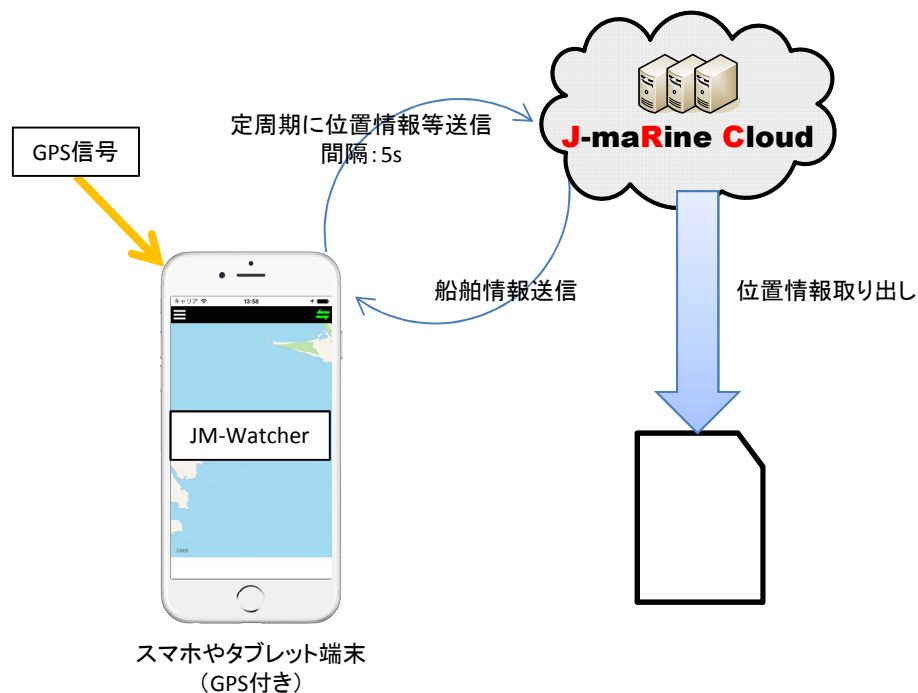 GPS信号
定周期に位置情報等送信
間隔：5s
J-maRine Cloud
船舶情報送信
位置情報取り出し
キャリア 13:58
JM-Watcher
スマホやタブレット端末
（GPS付き）